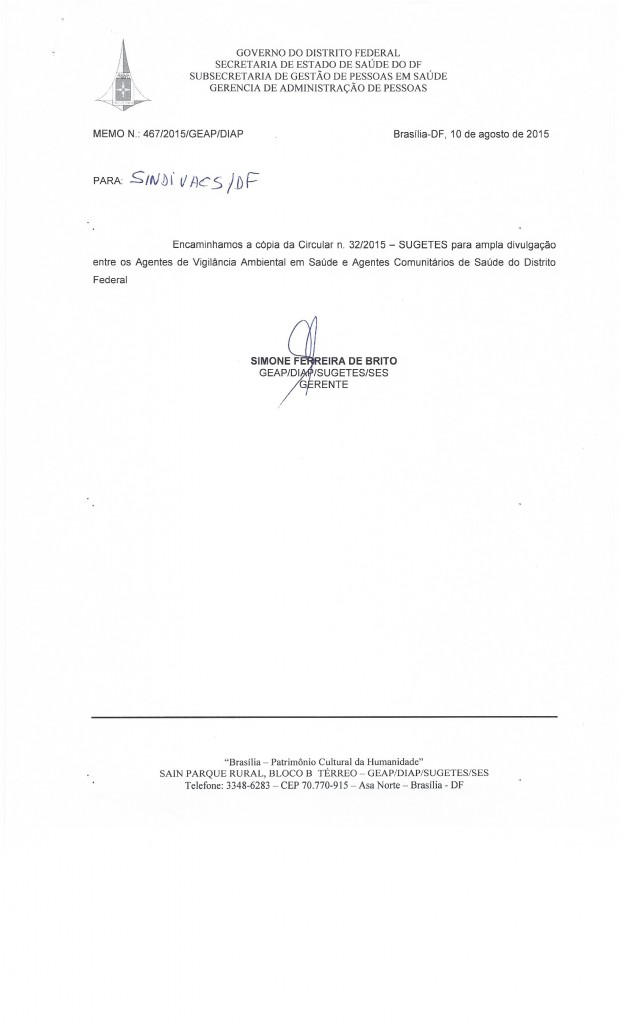 GOVERNO DO DISTRITO FEDERAL
SECRETARIA DE ESTADO DE SAÚDE DO DF
SUBSECRETARIA DE GESTÃO DE PESSOAS EM SAÚDE
GERENCIA DE ADMINISTRAÇÃO DE PESSOAS
MEMO N.: 467/2015/GEAP/DIAP Brasília-DF, 10 de agosto de 2015
PARA: SINDIVACS/DF
Encaminhamos a cópia da Circular n. 32/2015 – SUGETES para ampla divulgação
entre os Agentes de Vigilância Ambiental em Saúde e Agentes Comunitários de Saúde do Distrito
Federal
SIMONE FERREIRA DE BRITO
GEAP/DIAP/SUGETES/SES
GERENTE
“Brasília – Patrimônio Cultural da Humanidade”
SAIN PARQUE RURAL, BLOCO B TÉRREO – GEAP/DIAP/SUGETES/SES
Telefone: 3348-6283 – CEP 70.770-915 – Asa Norte – Brasília - DF